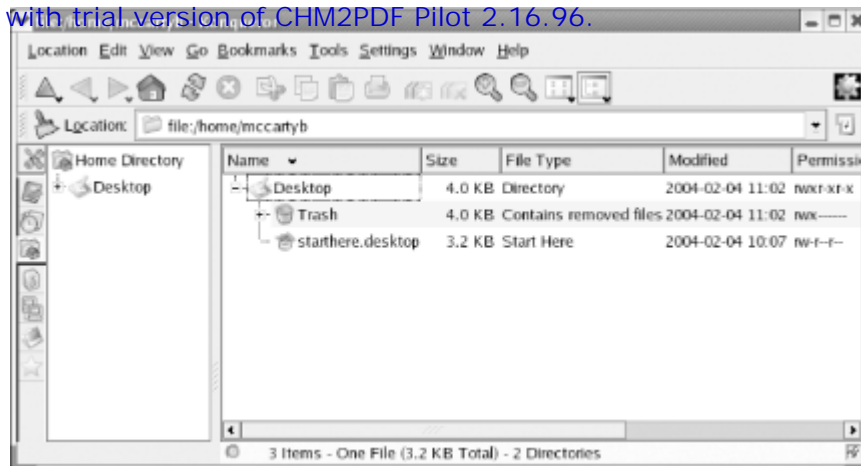 with trial version of CHM2PDF Pilot 2.16.96.
Location Edit View Go Bookmarks Tools Settings Window Help
Location: file:/home/mccartyb
Home Directory
Desktop
Name Size File Type Modified Permissi
Desktop 4.0 KB Directory 2004-02-04 11:02 rwxr-xr-x
Trash 4.0 KB Contains removed files 2004-02-04 11:02 rwx------
starthere.desktop 3.2 KB Start Here 2004-02-04 10:07 rw-r--r--
3 Items - One File (3.2 KB Total) - 2 Directories